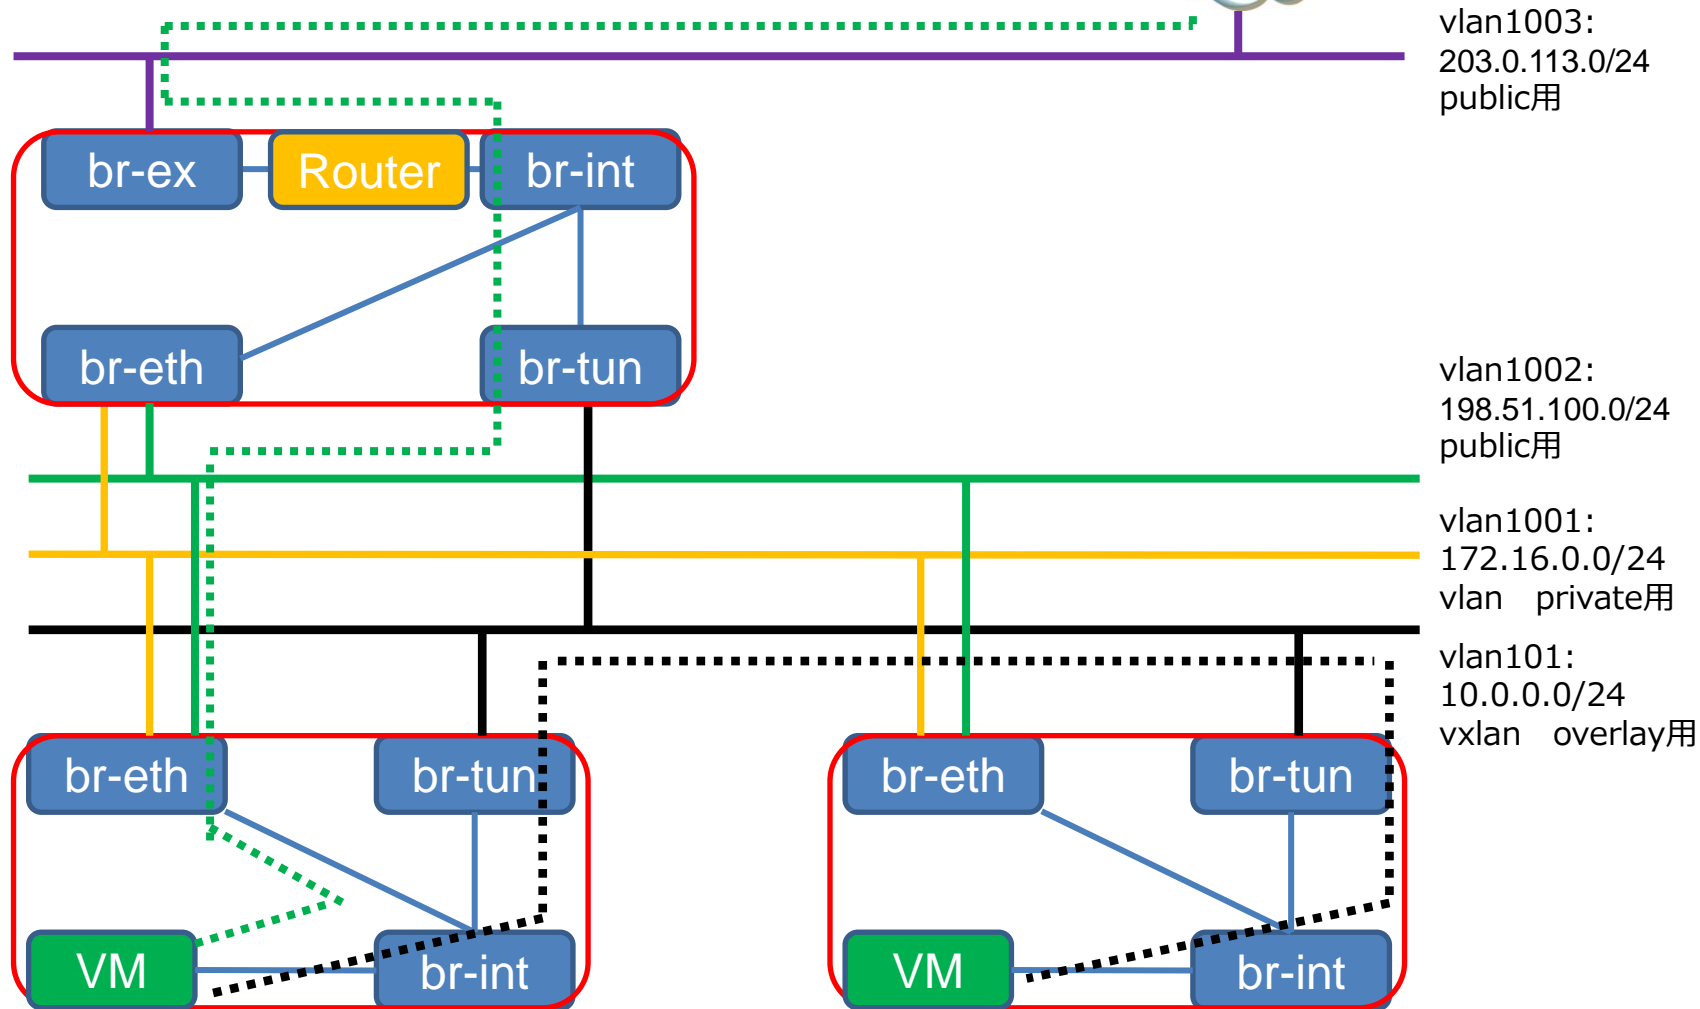 vlan1003:
203.0.113.0/24
public用
br-ex
Router
br-int
br-eth
br-tun
vlan1002:
198.51.100.0/24
public用
vlan1001:
172.16.0.0/24
vlan　private用
vlan101:
10.0.0.0/24
vxlan　overlay用
br-eth
br-tun
VM
br-int
br-eth
br-tun
VM
br-int